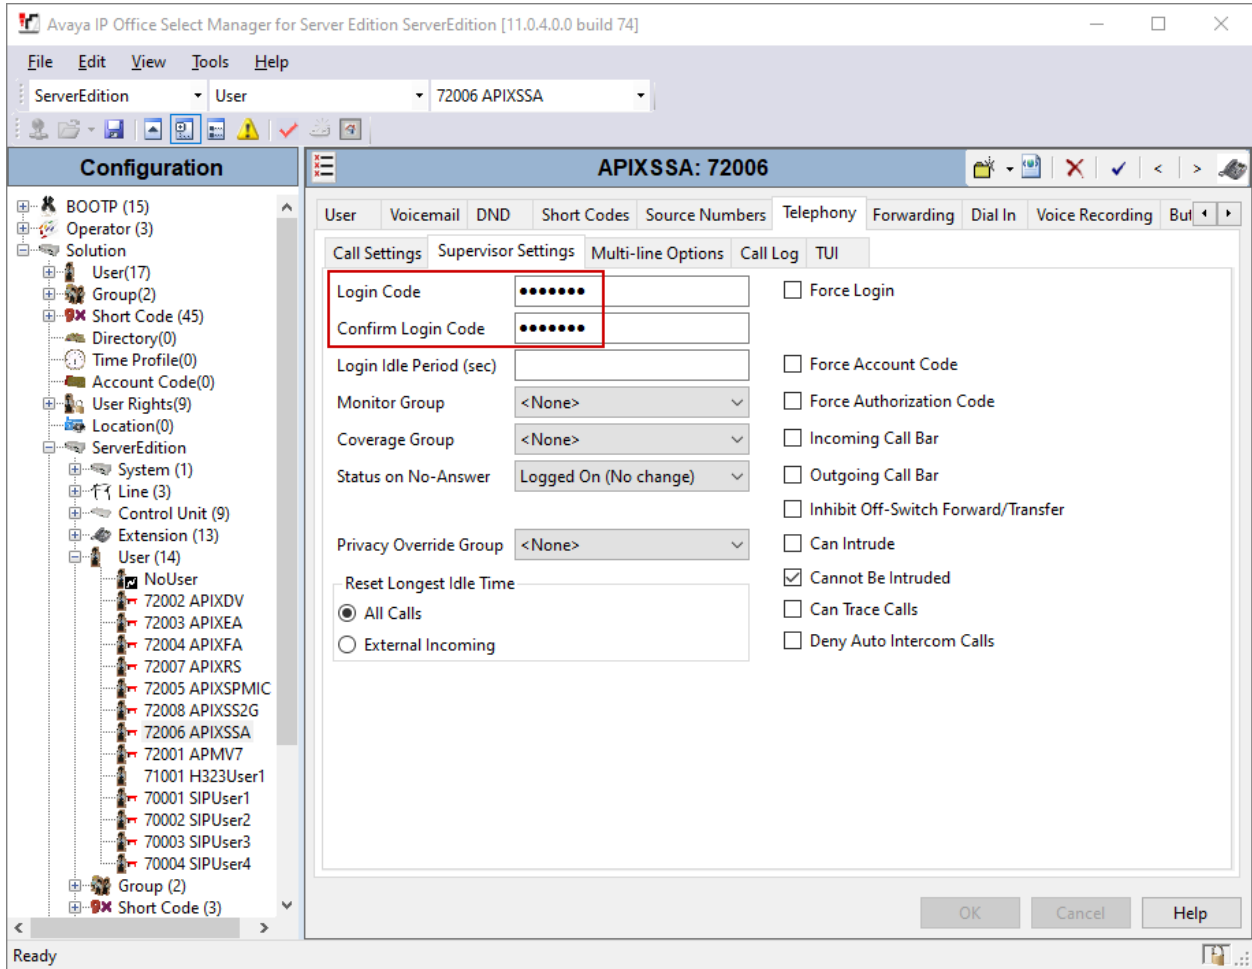 Avaya IP Office Select Manager for Server Edition ServerEdition [11.0.4.0.0 build 74]
File Edit View Tools Help
ServerEdition User 72006 APIXSSA
Configuration
BOOTP (15)
Operator (3)
Solution
User(17)
Group(2)
Short Code (45)
Directory(0)
Time Profile(0)
Account Code(0)
User Rights(9)
Location(0)
ServerEdition
System (1)
Line (3)
Control Unit (9)
Extension (13)
User (14)
NoUser
72002 APIXDV
72003 APIXEA
72004 APIXFA
72007 APIXRS
72005 APIXSPMIC
72008 APIXSS2G
72006 APIXSSA
72001 APMV7
71001 H323User1
70001 SIPUser1
70002 SIPUser2
70003 SIPUser3
70004 SIPUser4
Group (2)
Short Code (3)
APIXSSA: 72006
User Voicemail DND Short Codes Source Numbers Telephony Forwarding Dial In Voice Recording But
Call Settings Supervisor Settings Multi-line Options Call Log TUI
Login Code ●●●●●●● Force Login
Confirm Login Code ●●●●●●●
Login Idle Period (sec) Force Account Code
Monitor Group <None> Force Authorization Code
Coverage Group <None> Incoming Call Bar
Status on No-Answer Logged On (No change) Outgoing Call Bar
Inhibit Off-Switch Forward/Transfer
Privacy Override Group <None> Can Intrude
Reset Longest Idle Time Cannot Be Intruded
All Calls Can Trace Calls
External Incoming Deny Auto Intercom Calls
OK Cancel Help
Ready